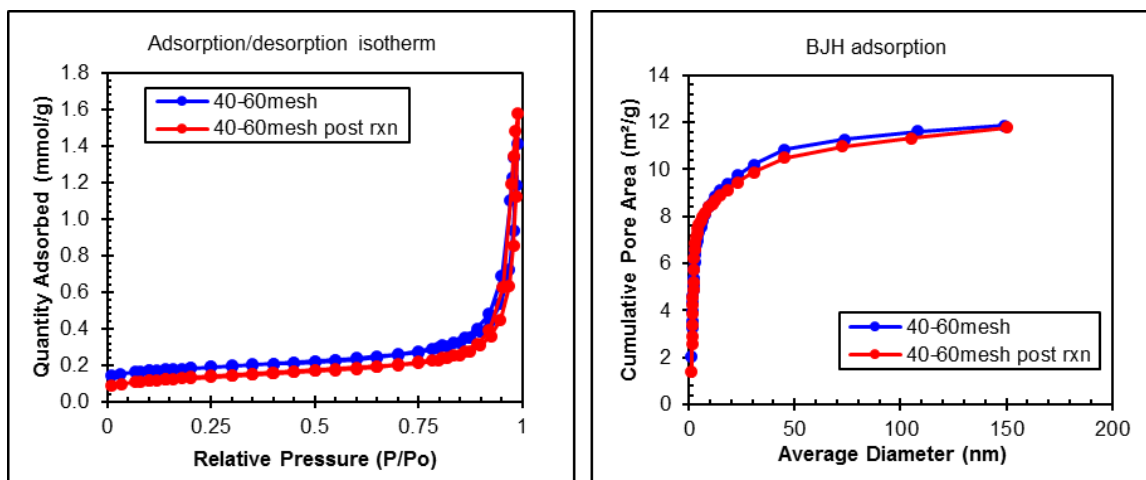 Adsorption/desorption isotherm
1.8
1.6
1.4
1.2
1.0
0.8
0.6
0.4
0.2
0.0
Quantity Adsorbed (mmol/g)
40-60mesh
40-60mesh post rxn
0 0.25 0.5 0.75 1
Relative Pressure (P/Po)
BJH adsorption
14
12
10
8
6
4
2
0
Cumulative Pore Area (m²/g)
40-60mesh
40-60mesh post rxn
0 50 100 150 200
Average Diameter (nm)